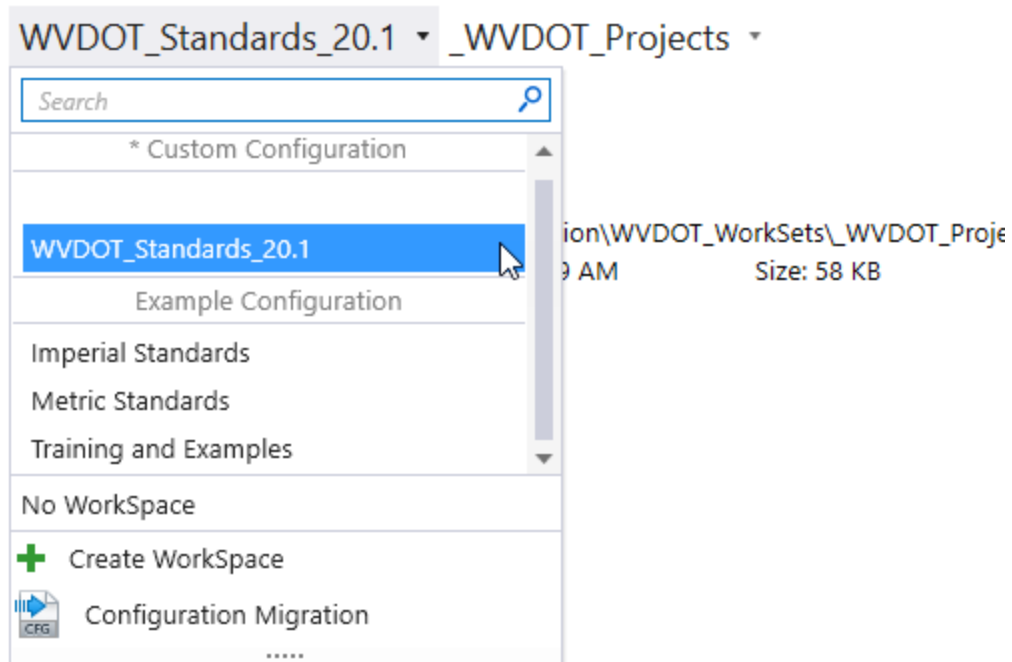 WVDOT_Standards_20.1 _WVDOT_Projects
Search
* Custom Configuration
WVDOT_Standards_20.1
ion\WVDOT_WorkSets\_WVDOT_Proje
9 AM Size: 58 KB
Example Configuration
Imperial Standards
Metric Standards
Training and Examples
No WorkSpace
Create WorkSpace
CFG Configuration Migration